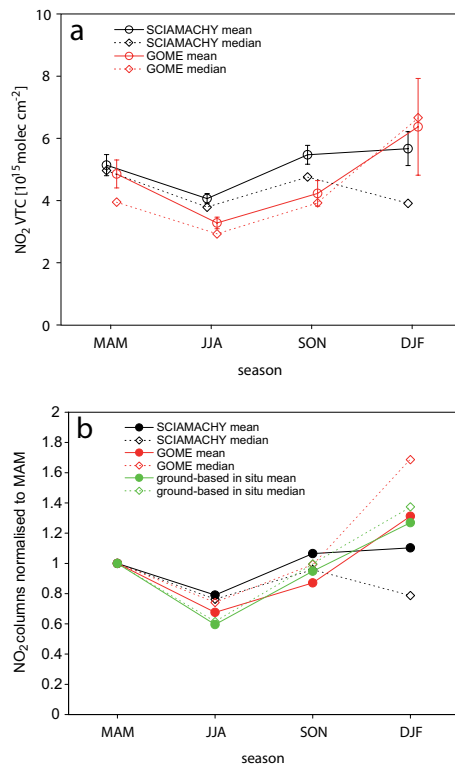 a
SCIAMACHY mean
SCIAMACHY median
GOME mean
GOME median
10
8
6
4
2
0
NO2 VTC [10^15 molec cm^-2]
MAM JJA SON DJF
season
b
SCIAMACHY mean
SCIAMACHY median
GOME mean
GOME median
ground-based in situ mean
ground-based in situ median
2
1.8
1.6
1.4
1.2
1
0.8
0.6
0.4
0.2
0
NO2 columns normalised to MAM
MAM JJA SON DJF
season